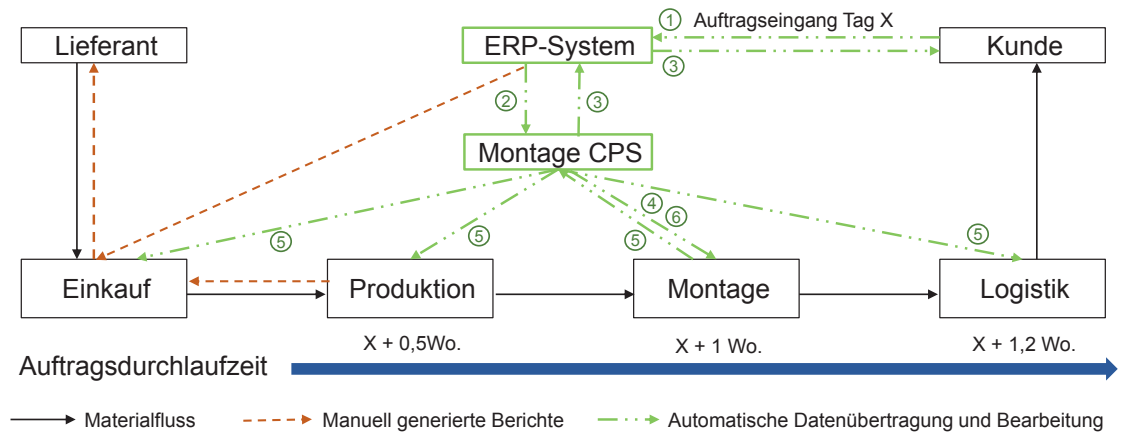 ① Auftragseingang Tag X
Lieferant
ERP-System
Kunde
③
② ③
Montage CPS
④
⑥
⑤ ⑤ ⑤ ⑤
Einkauf
Produktion
Montage
Logistik
X + 0,5Wo.
X + 1 Wo.
X + 1,2 Wo.
Auftragsdurchlaufzeit
Materialfluss
Manuell generierte Berichte
Automatische Datenübertragung und Bearbeitung